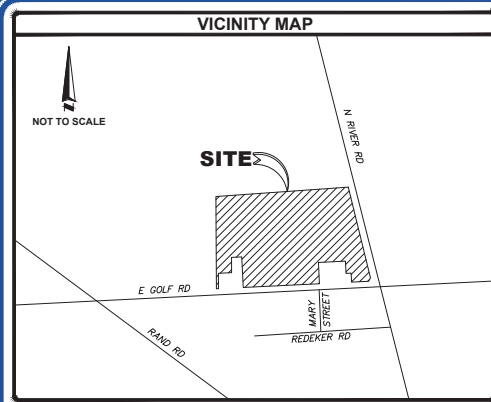 VICINITY MAP
N
NOT TO SCALE
N RIVER RD
SITE
E GOLF RD
MARY
STREET
RAND RD
REDEKER RD